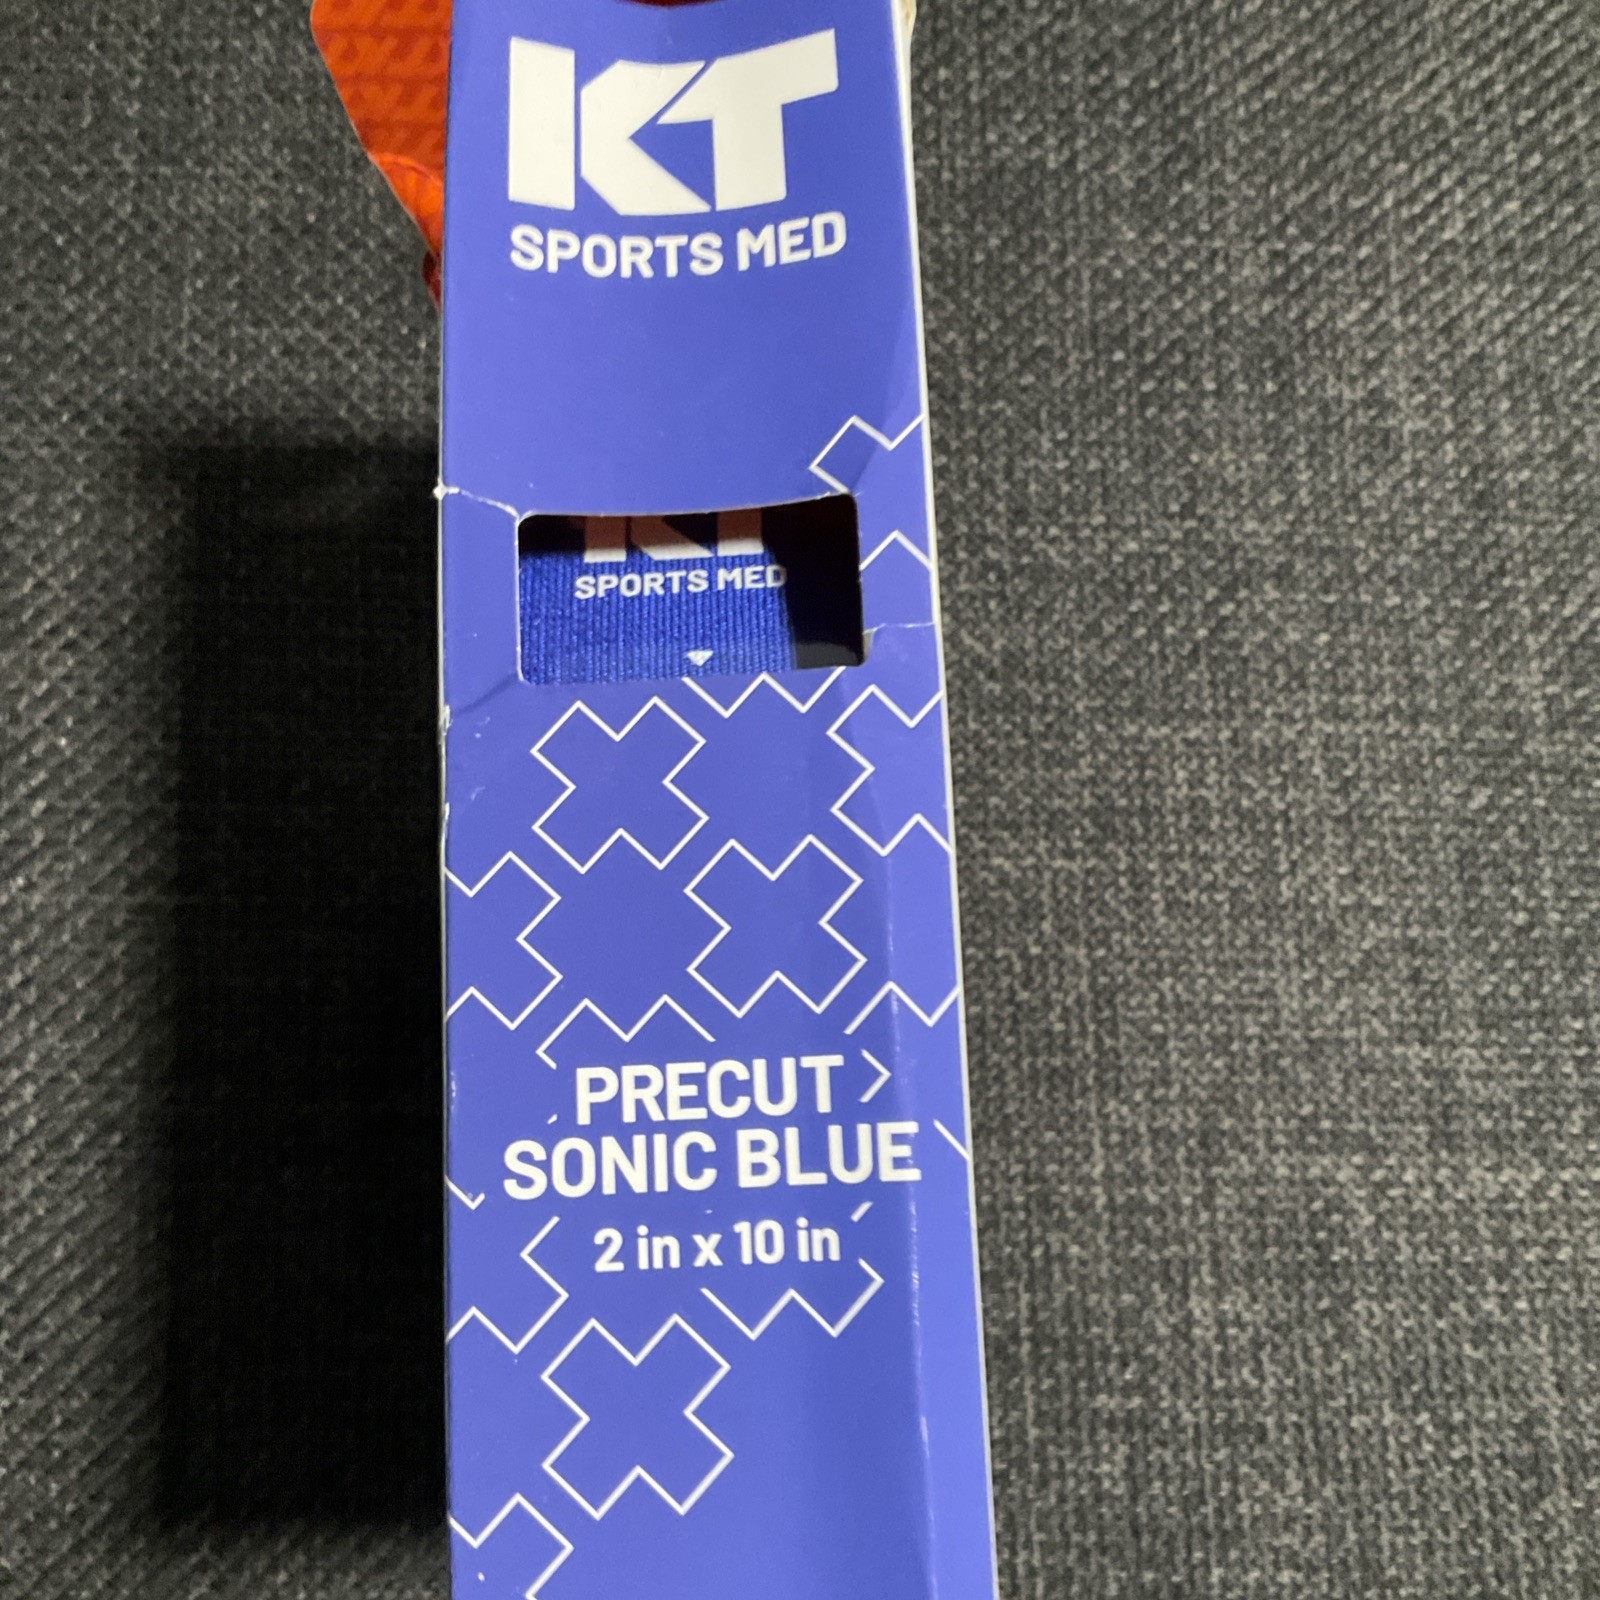 KT
SPORTS MED
KT
SPORTS MED
PRECUT
SONIC BLUE
2 in x 10 in